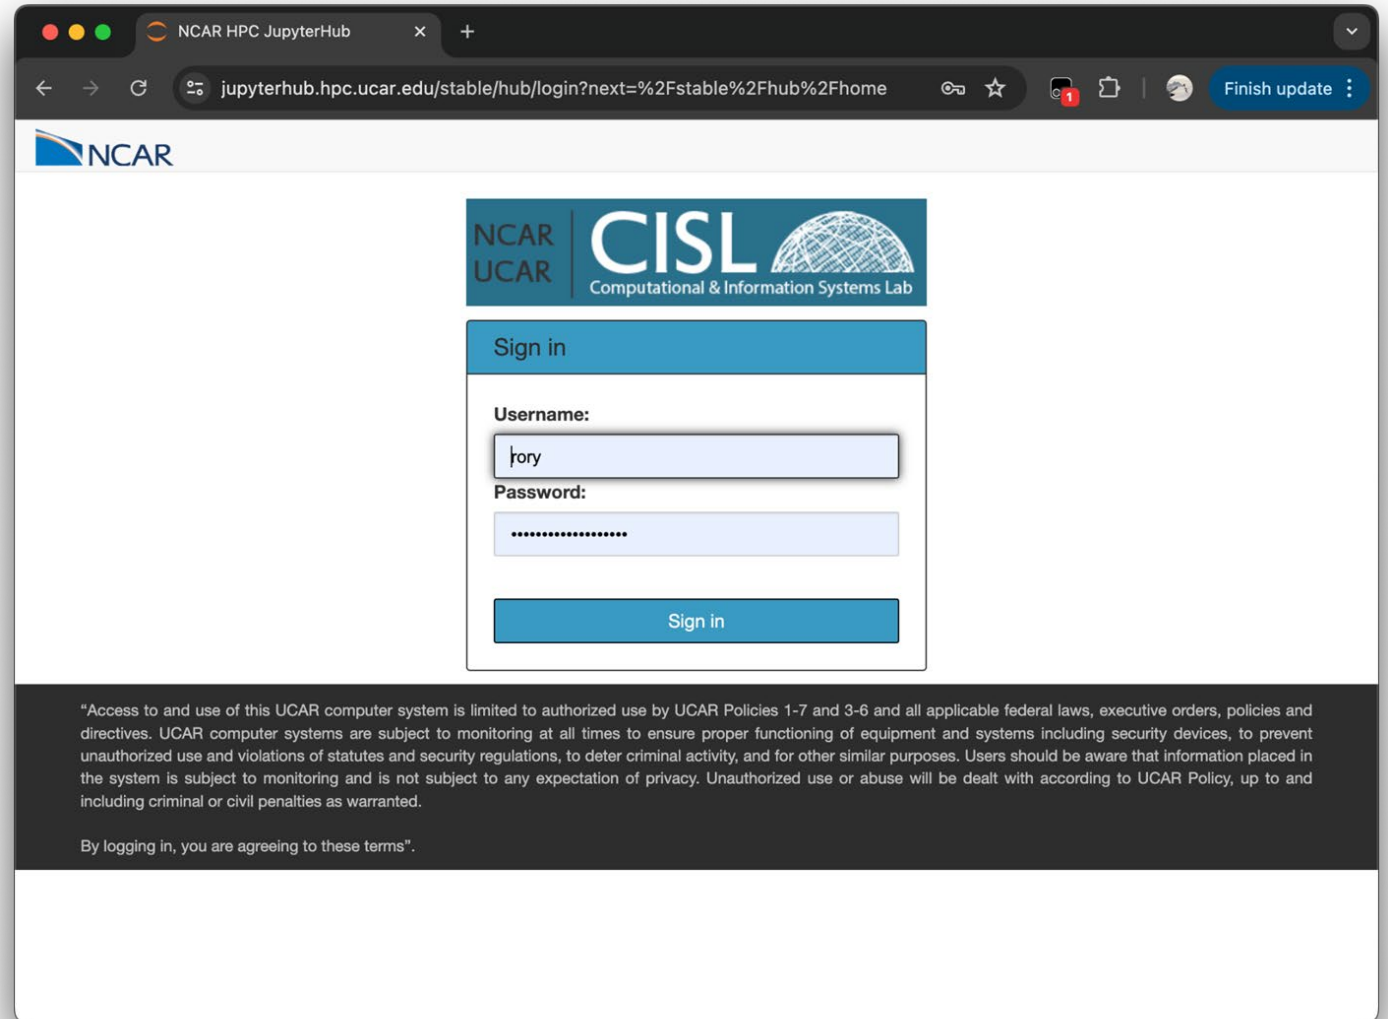 NCAR HPC JupyterHub
jupyterhub.hpc.ucar.edu/stable/hub/login?next=%2Fstable%2Fhub%2Fhome
1
Finish update
NCAR
NCAR
UCAR
CISL
Computational & Information Systems Lab
Sign in
Username:
rory
Password:
•••••••••••••••••••
Sign in
“Access to and use of this UCAR computer system is limited to authorized use by UCAR Policies 1-7 and 3-6 and all applicable federal laws, executive orders, policies and
directives. UCAR computer systems are subject to monitoring at all times to ensure proper functioning of equipment and systems including security devices, to prevent
unauthorized use and violations of statutes and security regulations, to deter criminal activity, and for other similar purposes. Users should be aware that information placed in
the system is subject to monitoring and is not subject to any expectation of privacy. Unauthorized use or abuse will be dealt with according to UCAR Policy, up to and
including criminal or civil penalties as warranted.
By logging in, you are agreeing to these terms”.